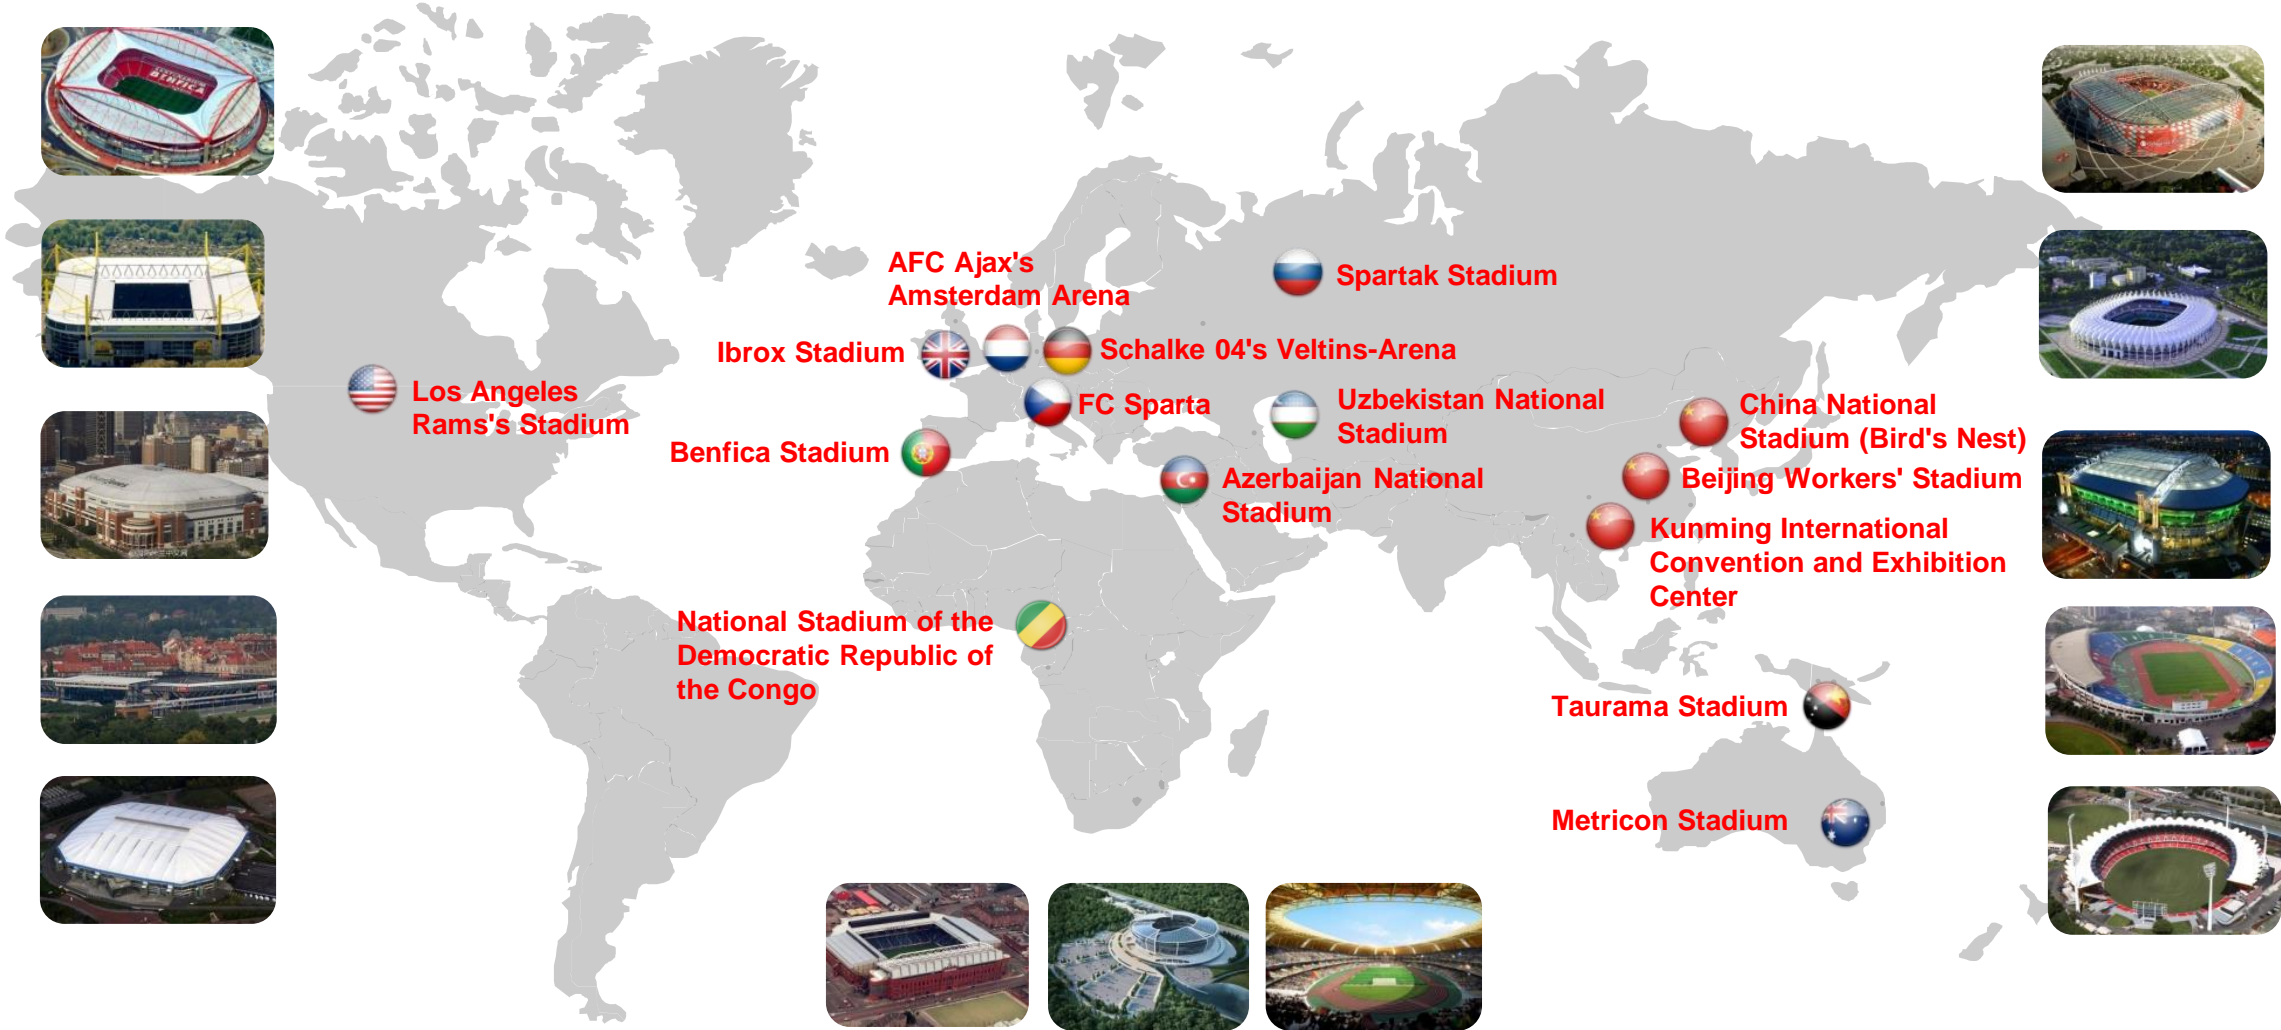 BENFICA
AFC Ajax's
Amsterdam Arena
Spartak Stadium
Ibrox Stadium
Schalke 04's Veltins-Arena
Los Angeles
Rams's Stadium
FC Sparta
Uzbekistan National
Stadium
China National
Stadium (Bird's Nest)
Benfica Stadium
Azerbaijan National
Stadium
Beijing Workers' Stadium
Kunming International
Convention and Exhibition
Center
National Stadium of the
Democratic Republic of
the Congo
Taurama Stadium
Metricon Stadium